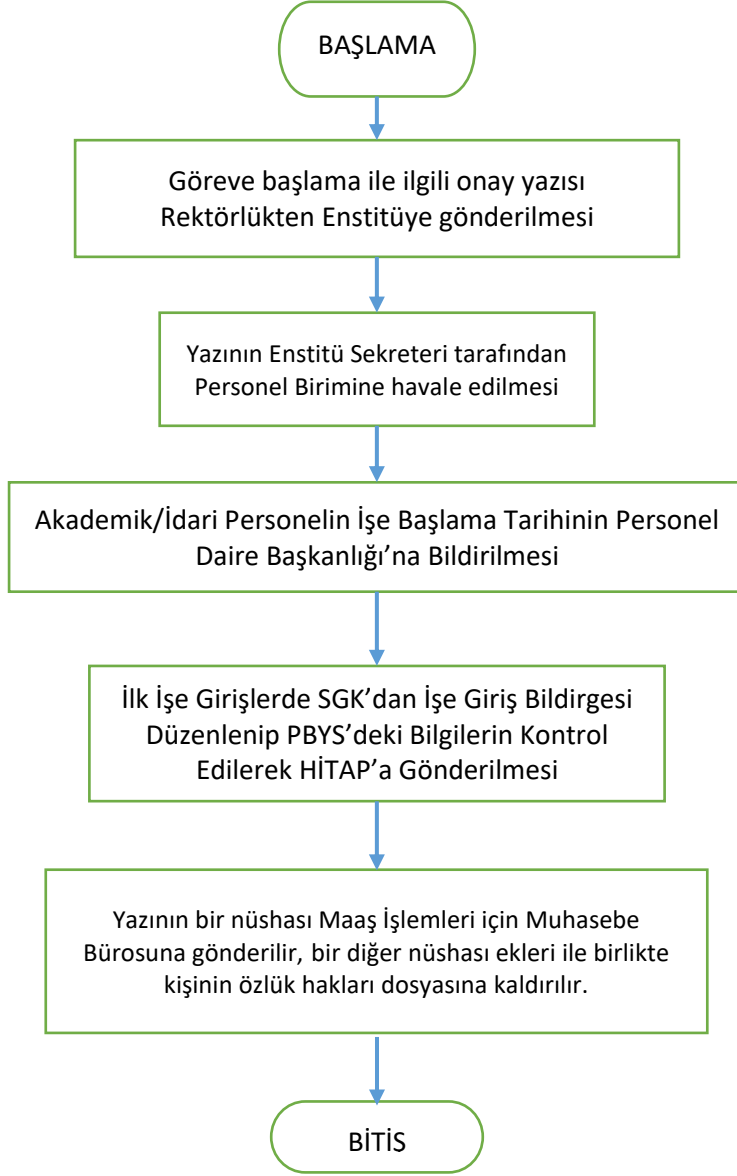 BAŞLAMA
Göreve başlama ile ilgili onay yazısı
Rektörlükten Enstitüye gönderilmesi
Yazının Enstitü Sekreteri tarafından
Personel Birimine havale edilmesi
Akademik/İdari Personelin İşe Başlama Tarihinin Personel
Daire Başkanlığı’na Bildirilmesi
İlk İşe Girişlerde SGK’dan İşe Giriş Bildirgesi
Düzenlenip PBYS’deki Bilgilerin Kontrol
Edilerek HİTAP’a Gönderilmesi
Yazının bir nüshası Maaş İşlemleri için Muhasebe
Bürosuna gönderilir, bir diğer nüshası ekleri ile birlikte
kişinin özlük hakları dosyasına kaldırılır.
BİTİS